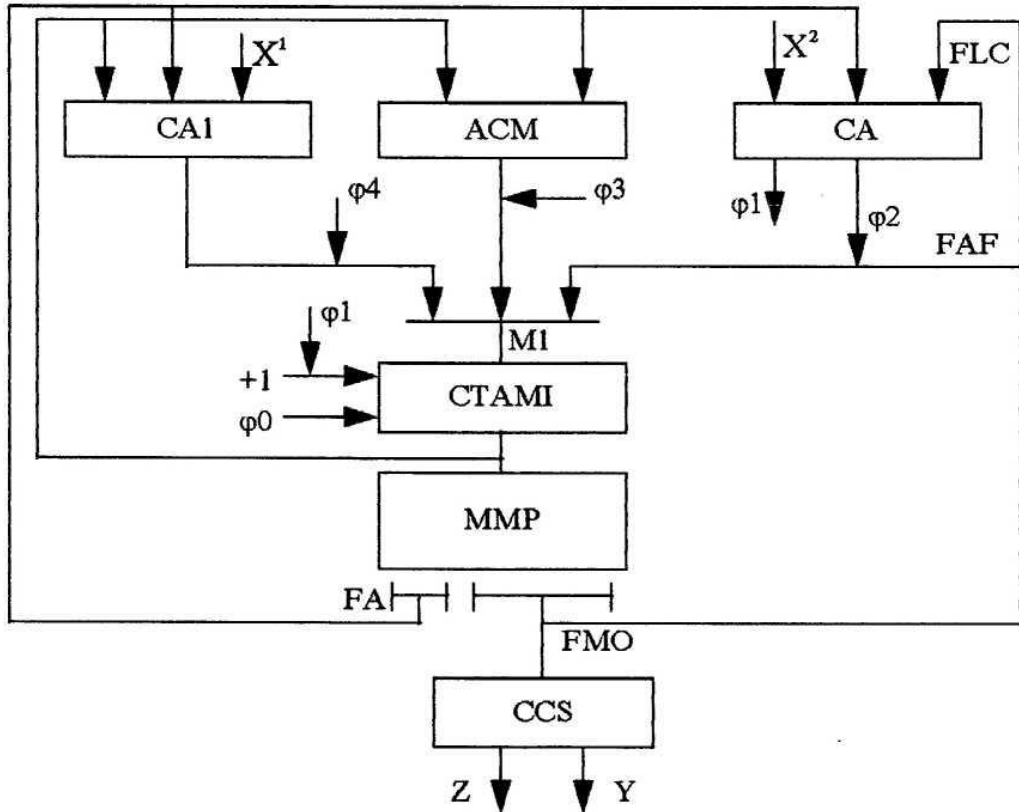 X¹
X²
FLC
CA1
ACM
CA
φ4
φ3
φ1
φ2
FAF
φ1
M1
+1
CTAMI
φ0
MMP
FA
FMO
CCS
Z
Y